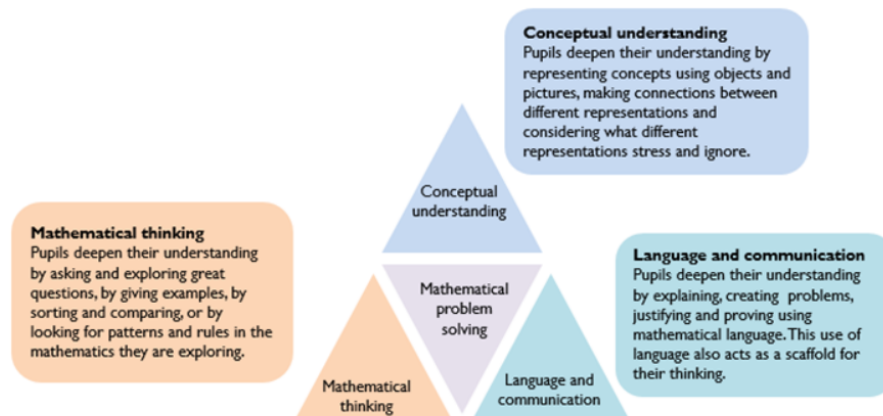 Conceptual understanding
Pupils deepen their understanding by
representing concepts using objects and
pictures, making connections between
different representations and
considering what different
representations stress and ignore.
Conceptual
understanding
Mathematical thinking
Pupils deepen their understanding
by asking and exploring great
questions, by giving examples, by
sorting and comparing, or by
looking for patterns and rules in the
mathematics they are exploring.
Mathematical
problem
solving
Language and communication
Pupils deepen their understanding
by explaining, creating problems,
justifying and proving using
mathematical language. This use of
language also acts as a scaffold for
their thinking.
Mathematical
thinking
Language and
communication